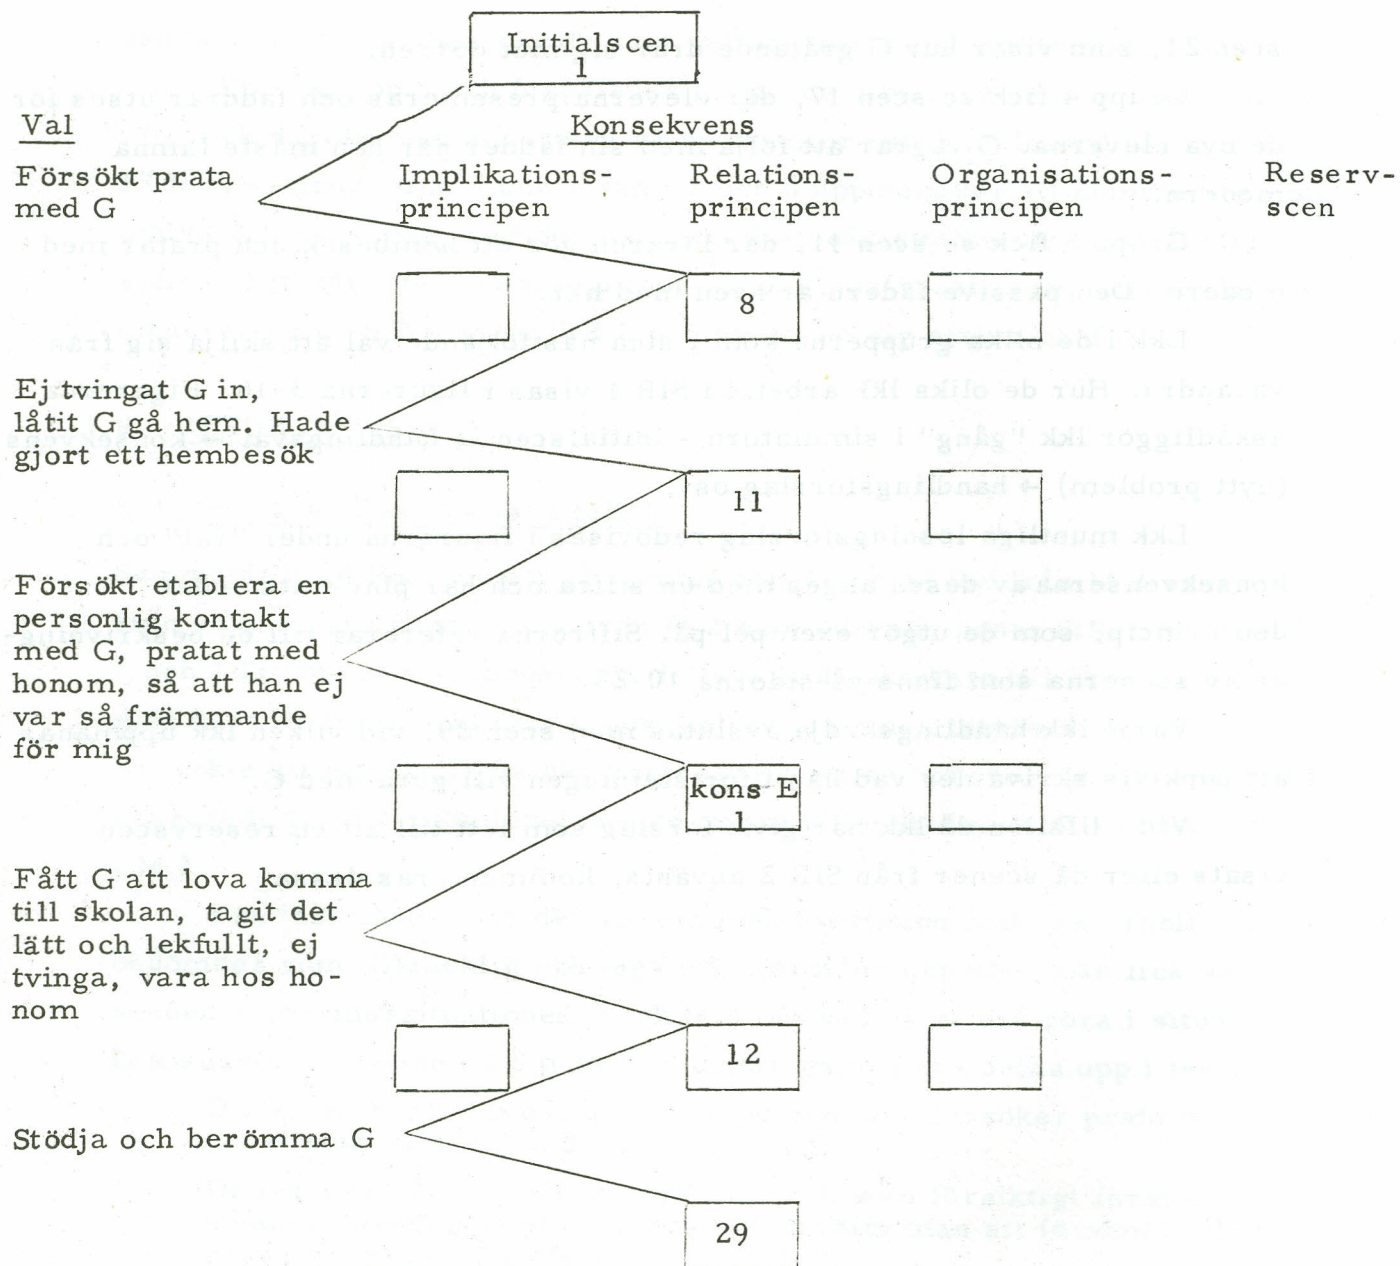 Initialscen
1
Val
Konsekvens
Försökt prata
med G
Implikations-
principen
Relations-
principen
Organisations-
principen
Reserv-
scen
8
Ej tvingat G in,
låtit G gå hem. Hade
gjort ett hembesök
11
Försökt etablera en
personlig kontakt
med G, pratat med
honom, så att han ej
var så främmande
för mig
kons E
1
Fått G att lova komma
till skolan, tagit det
lätt och lekfullt, ej
tvinga, vara hos ho-
nom
12
Stödja och berömma G
29